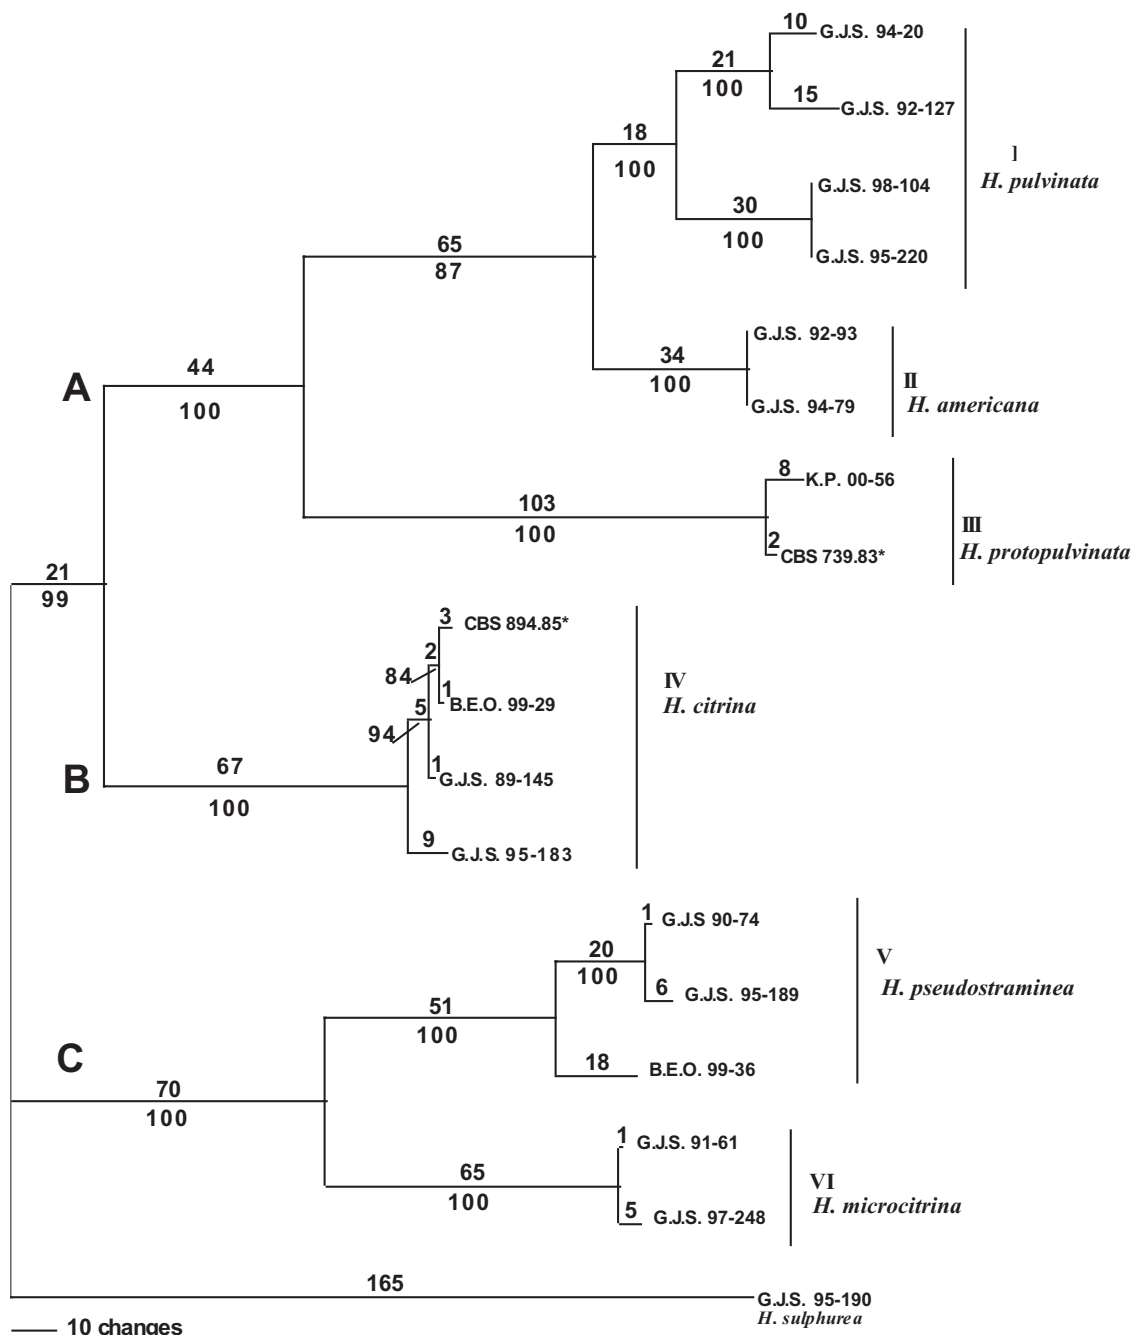 10
G.J.S. 94-20
21
100
15
G.J.S. 92-127
18
100
I
H. pulvinata
G.J.S. 98-104
30
100
G.J.S. 95-220
65
87
G.J.S. 92-93
34
100
II
H. americana
G.J.S. 94-79
A
44
100
8
K.P. 00-56
103
100
III
H. protopulvinata
2
CBS 739.83*
21
99
3
CBS 894.85*
2
84
1
B.E.O. 99-29
IV
H. citrina
5
94
1
G.J.S. 89-145
B
67
100
9
G.J.S. 95-183
1
G.J.S 90-74
20
100
V
H. pseudostraminea
6
G.J.S. 95-189
51
100
18
B.E.O. 99-36
C
70
100
1
G.J.S. 91-61
65
100
VI
H. microcitrina
5
G.J.S. 97-248
165
G.J.S. 95-190
H. sulphurea
10 changes